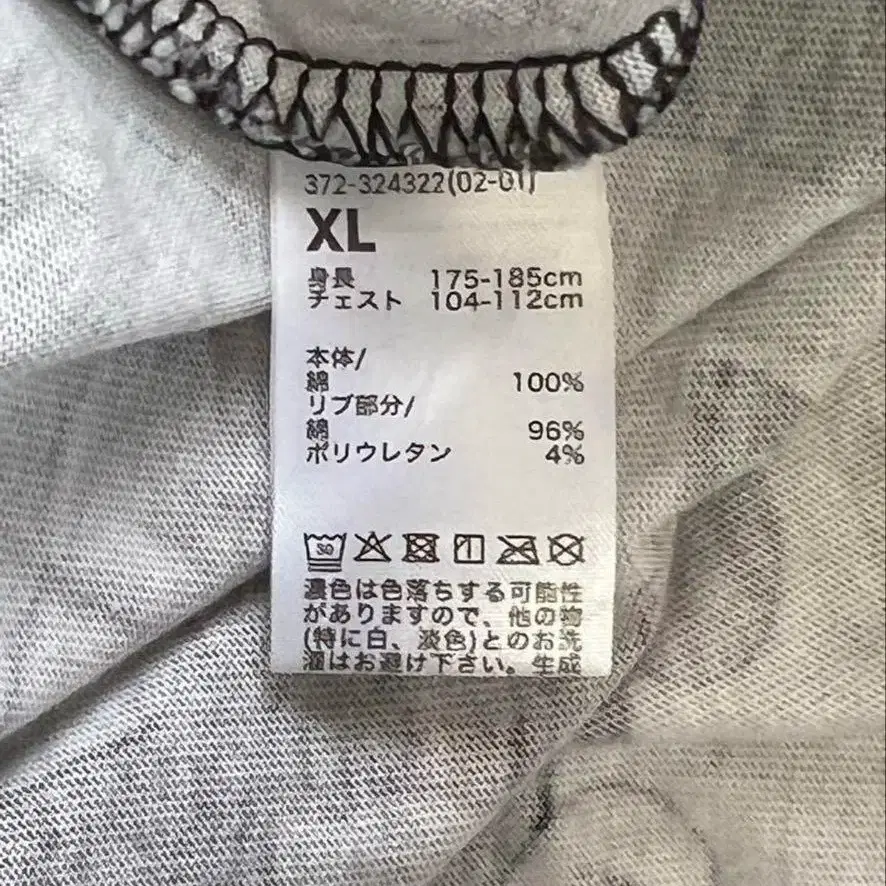 372-324322(02-01)
XL
身長 175-185cm
チェスト 104-112cm
本体/
綿 100%
リブ部分/
綿 96%
ポリウレタン 4%
30
濃色は色落ちする可能性
がありますので、他の物
(特に白、淡色)とのお洗
濯はお避け下さい。生成